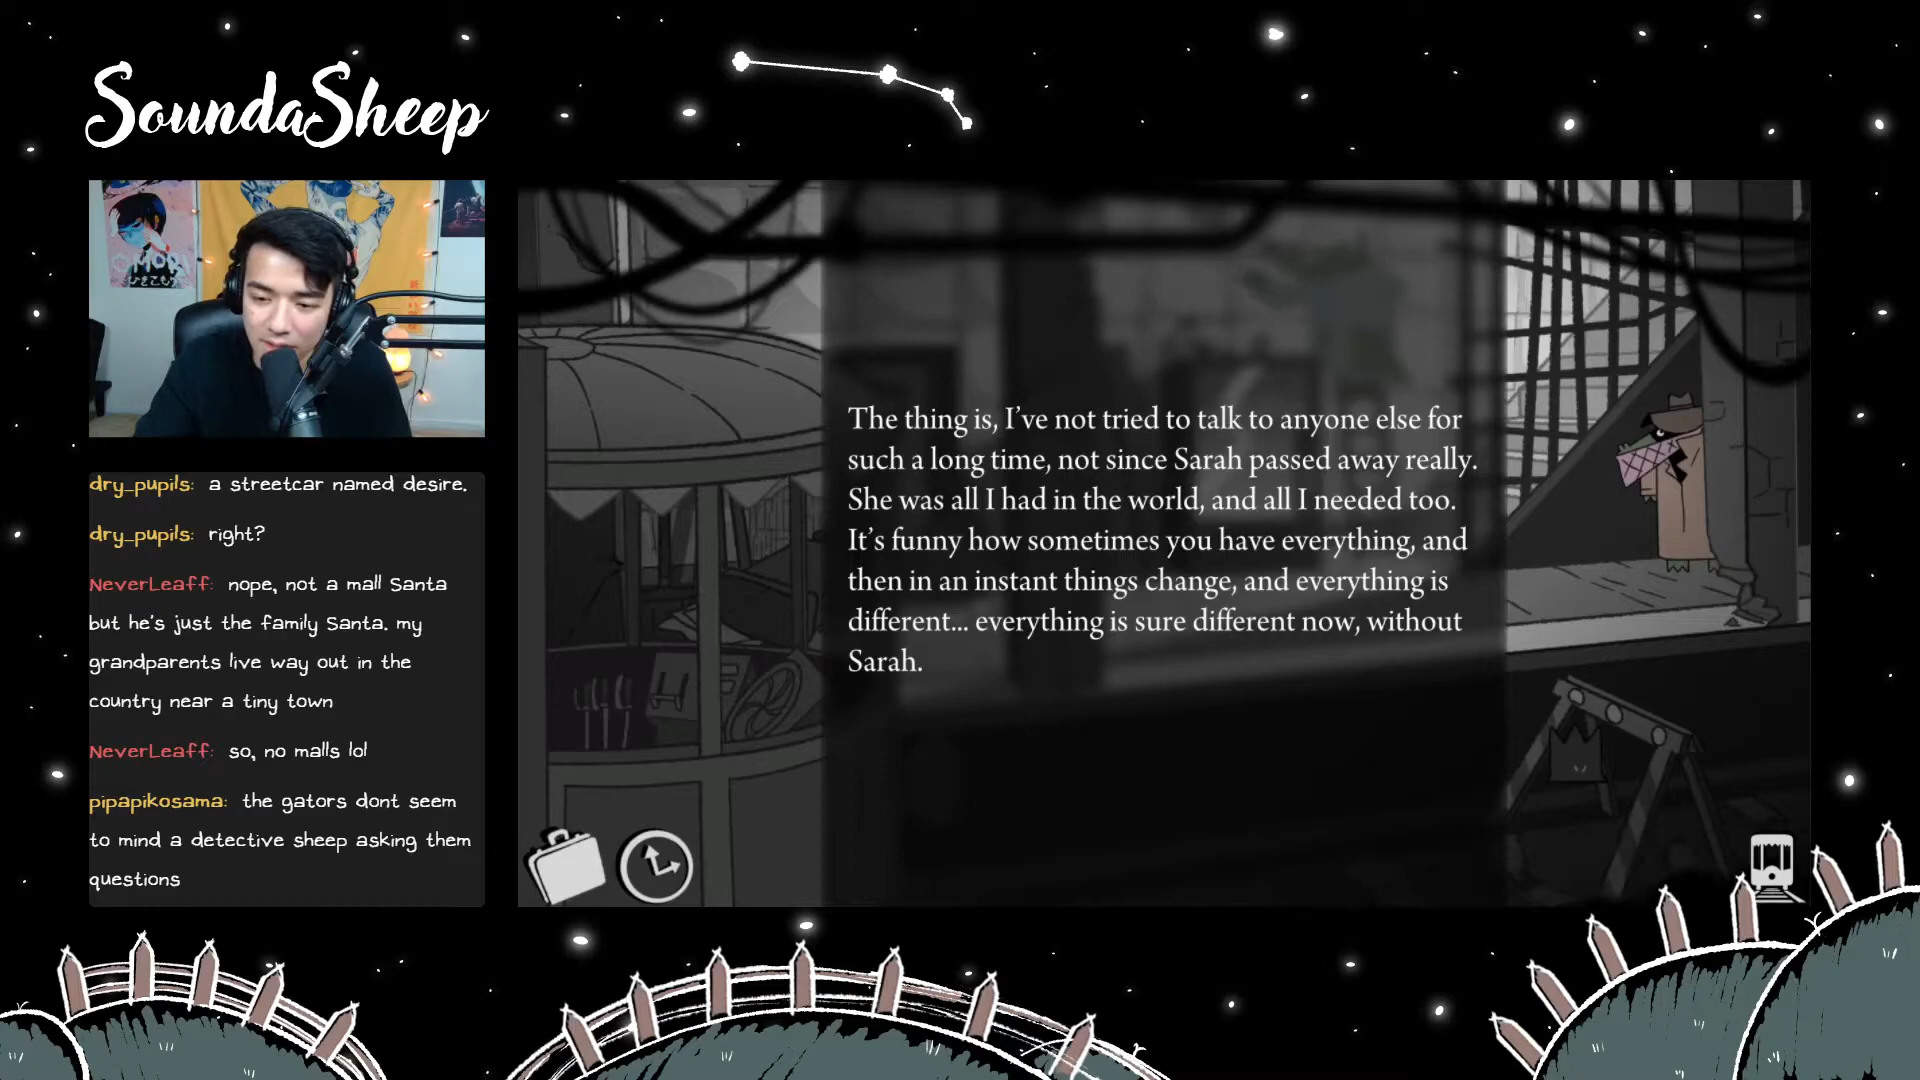 SoundaSheep
OMORI
dry_pupils: a streetcar named desire.
dry_pupils: right?
NeverLeaff: nope, not a mall Santa
but he's just the family Santa. my
grandparents live way out in the
country near a tiny town
NeverLeaff: so, no malls lol
pipapikosama: the gators dont seem
to mind a detective sheep asking them
questions
The thing is, I've not tried to talk to anyone else for
such a long time, not since Sarah passed away really.
She was all I had in the world, and all I needed too.
It's funny how sometimes you have everything, and
then in an instant things change, and everything is
different... everything is sure different now, without
Sarah.